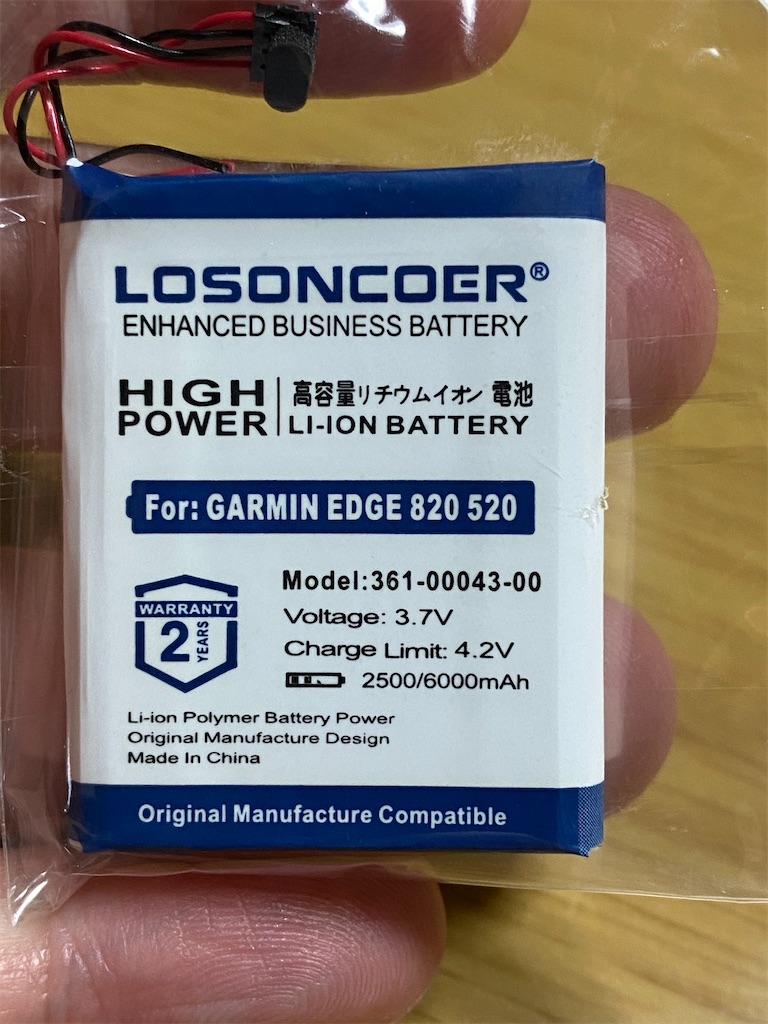 LOSONCOER®
ENHANCED BUSINESS BATTERY
HIGH POWER
高容量リチウムイオン 電池
LI-ION BATTERY
For: GARMIN EDGE 820 520
WARRANTY
2 YEARS
Model:361-00043-00
Voltage: 3.7V
Charge Limit: 4.2V
2500/6000mAh
Li-ion Polymer Battery Power
Original Manufacture Design
Made In China
Original Manufacture Compatible